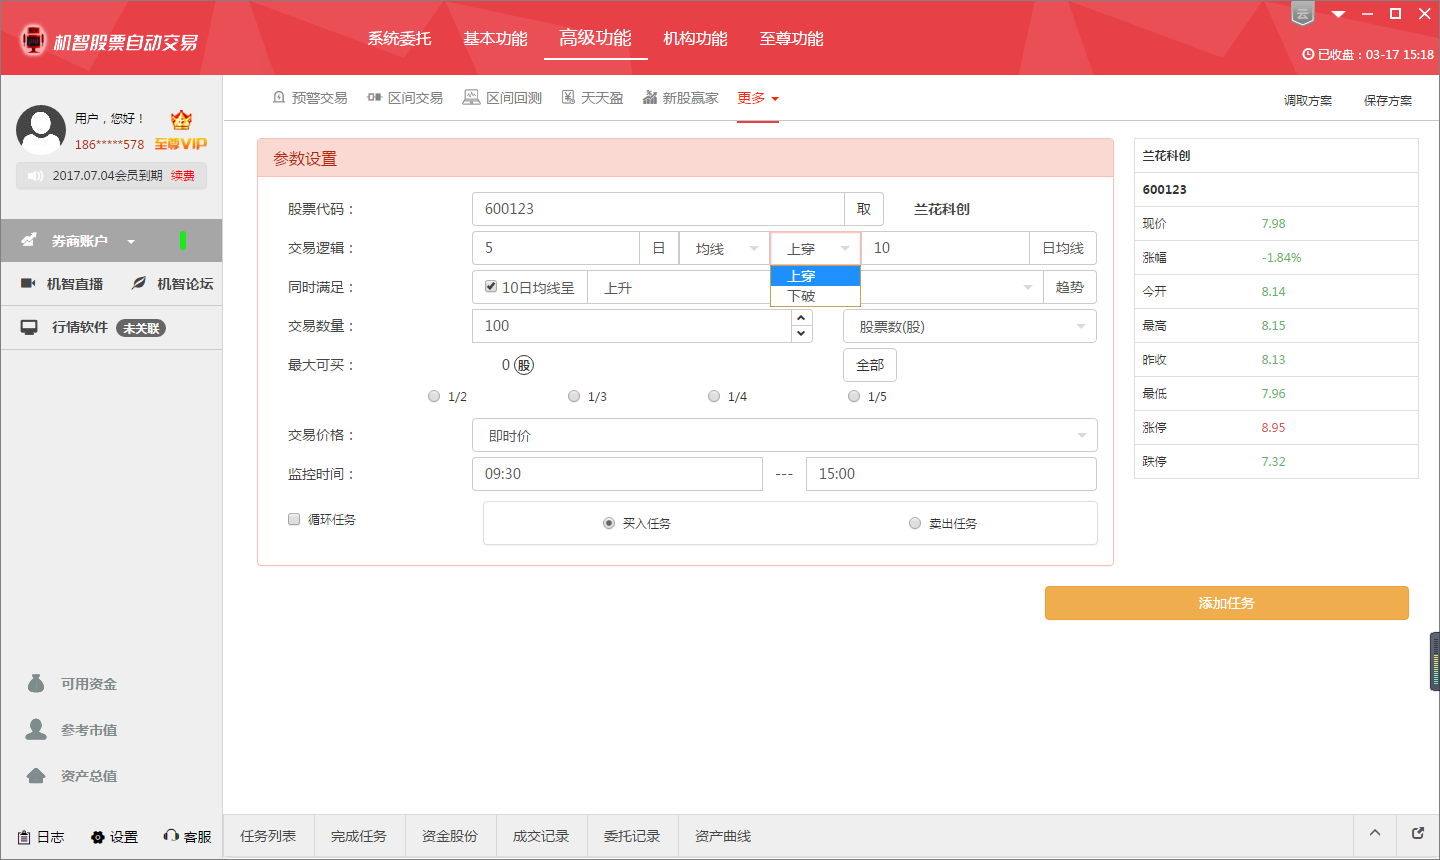 机智股票自动交易
系统委托 基本功能 高级功能 机构功能 至尊功能
云
已收盘：03-17 15:18
用户，您好！
186*****578 至尊VIP
2017.07.04会员到期 续费
券商账户
机智直播 机智论坛
行情软件 未关联
可用资金
参考市值
资产总值
日志 设置 客服
预警交易 区间交易 区间回测 天天盈 新股赢家 更多
调取方案 保存方案
参数设置
股票代码： 600123 取 兰花科创
交易逻辑： 5 日 均线 上穿 10 日均线
上穿
下破
同时满足： 10日均线呈 上升 趋势
交易数量： 100 股票数(股)
最大可买： 0 股 全部
1/2 1/3 1/4 1/5
交易价格： 即时价
监控时间： 09:30 --- 15:00
循环任务 买入任务 卖出任务
添加任务
兰花科创
600123
现价 7.98
涨幅 -1.84%
今开 8.14
最高 8.15
昨收 8.13
最低 7.96
涨停 8.95
跌停 7.32
任务列表 完成任务 资金股份 成交记录 委托记录 资产曲线